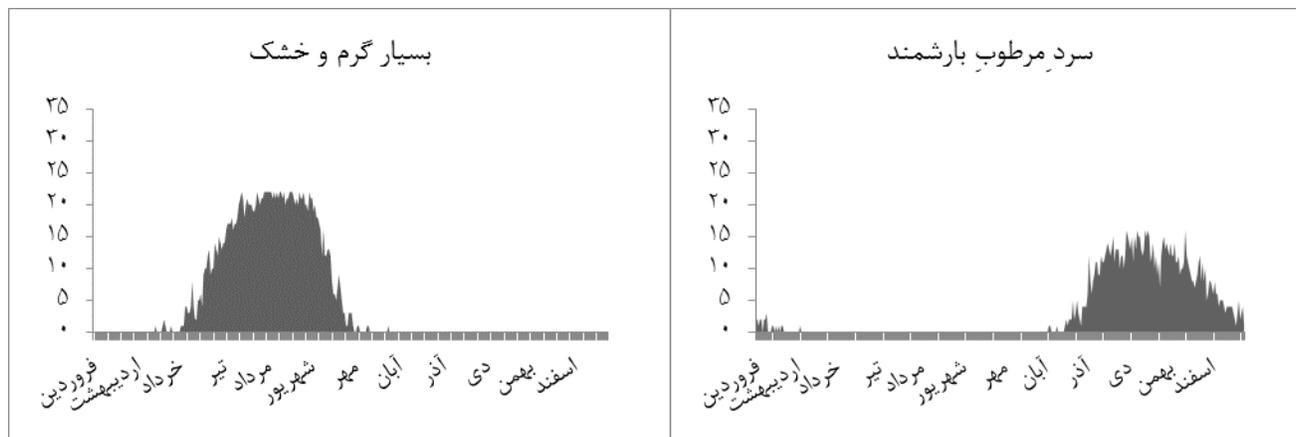 سردِ مرطوبِ بارشمند
۳۵
۳۰
۲۵
۲۰
۱۵
۱۰
۵
۰
فروردین
اردیبهشت
خرداد
تیر
مرداد
شهریور
مهر
آبان
آذر
دی
بهمن
اسفند
بسیار گرم و خشک
۳۵
۳۰
۲۵
۲۰
۱۵
۱۰
۵
۰
فروردین
اردیبهشت
خرداد
تیر
مرداد
شهریور
مهر
آبان
آذر
دی
بهمن
اسفند